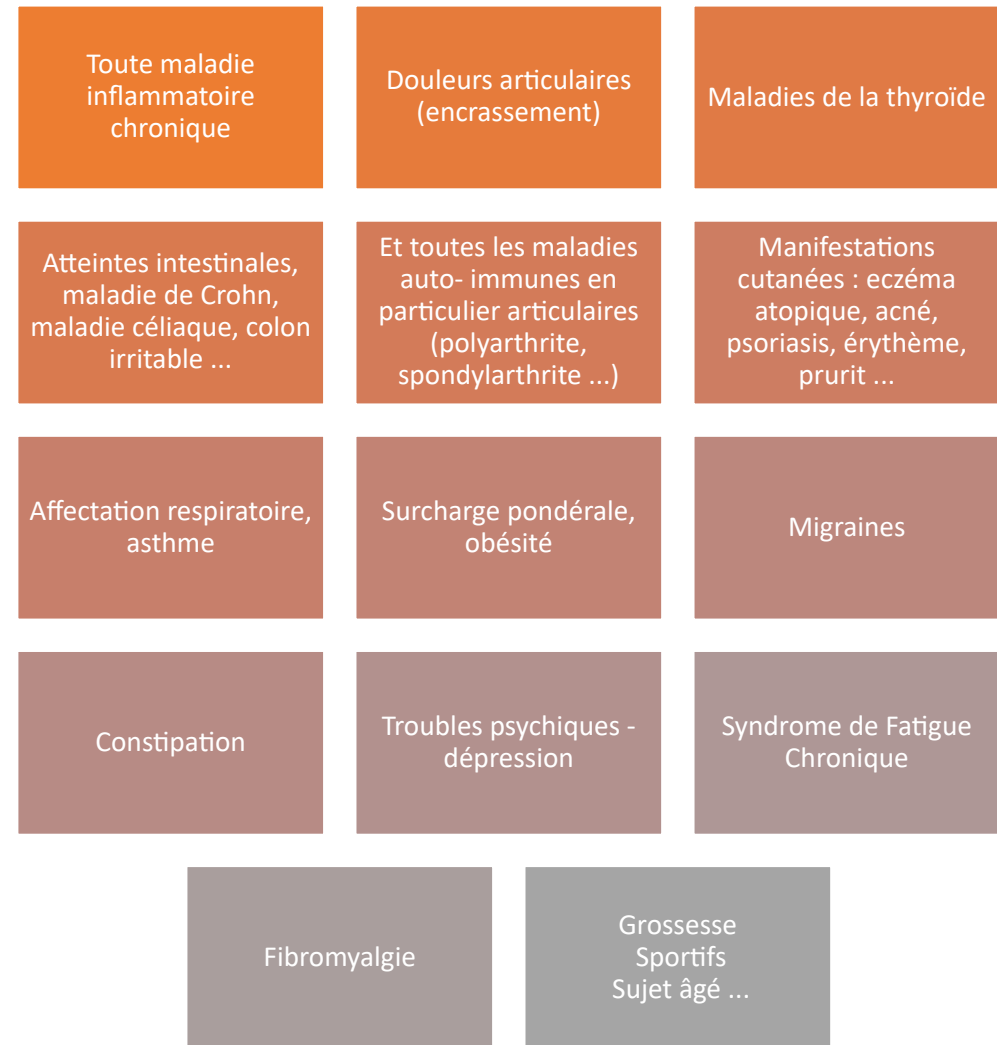 Toute maladie
inflammatoire
chronique
Douleurs articulaires
(encrassement)
Maladies de la thyroïde
Atteintes intestinales,
maladie de Crohn,
maladie céliaque, colon
irritable ...
Et toutes les maladies
auto- immunes en
particulier articulaires
(polyarthrite,
spondylarthrite ...)
Manifestations
cutanées : eczéma
atopique, acné,
psoriasis, érythème,
prurit ...
Affectation respiratoire,
asthme
Surcharge pondérale,
obésité
Migraines
Constipation
Troubles psychiques -
dépression
Syndrome de Fatigue
Chronique
Fibromyalgie
Grossesse
Sportifs
Sujet âgé ...